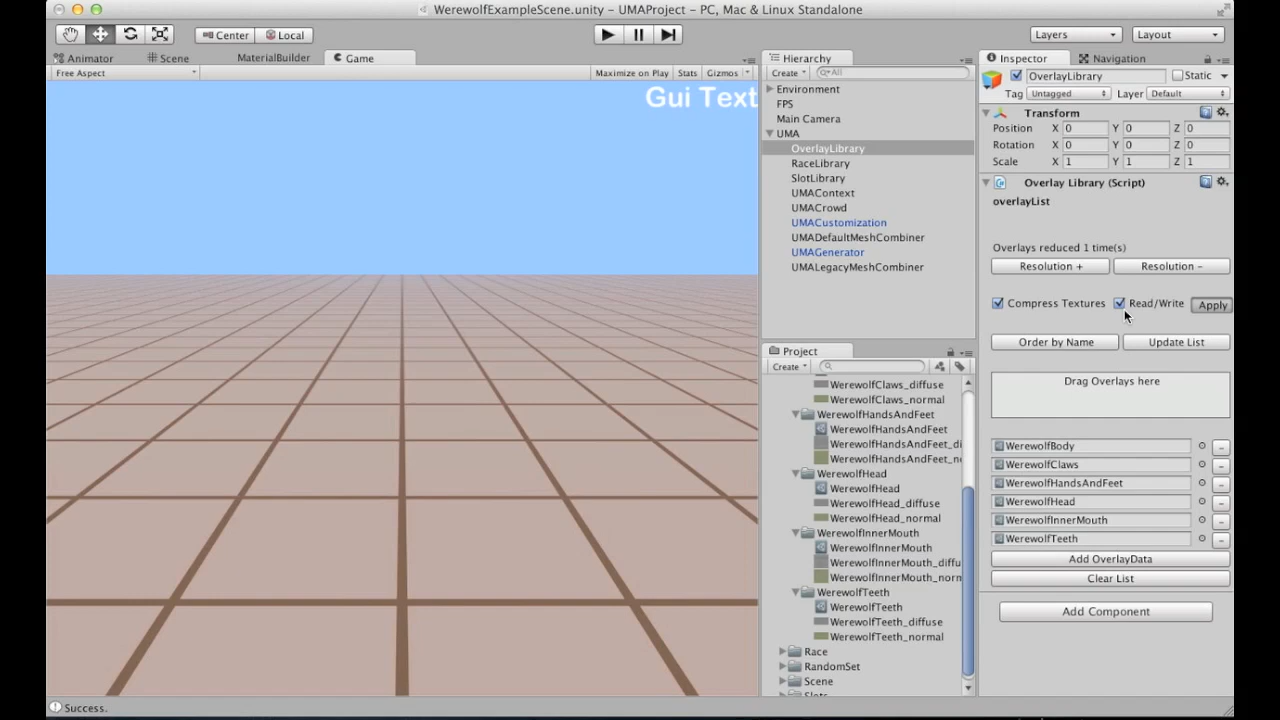 WerewolfExampleScene.unity - UMAProject - PC, Mac & Linux Standalone
Center Local Layers Layout
Animator Scene MaterialBuilder Game
Free Aspect Maximize on Play Stats Gizmos
Gui Text
Hierarchy
Create All
Environment
FPS
Main Camera
UMA
OverlayLibrary
RaceLibrary
SlotLibrary
UMAContext
UMACrowd
UMACustomization
UMADefaultMeshCombiner
UMAGenerator
UMALegacyMeshCombiner
Project
Create
WerewolfClaws_diffuse
WerewolfClaws_normal
WerewolfHandsAndFeet
WerewolfHandsAndFeet
WerewolfHandsAndFeet_di
WerewolfHandsAndFeet_n
WerewolfHead
WerewolfHead
WerewolfHead_diffuse
WerewolfHead_normal
WerewolfInnerMouth
WerewolfInnerMouth
WerewolfInnerMouth_diffu
WerewolfInnerMouth_norn
WerewolfTeeth
WerewolfTeeth
WerewolfTeeth_diffuse
WerewolfTeeth_normal
Race
RandomSet
Scene
Inspector Navigation
OverlayLibrary Static
Tag Untagged Layer Default
Transform
Position X 0 Y 0 Z 0
Rotation X 0 Y 0 Z 0
Scale X 1 Y 1 Z 1
Overlay Library (Script)
overlayList
Overlays reduced 1 time(s)
Resolution + Resolution -
Compress Textures Read/Write Apply
Order by Name Update List
Drag Overlays here
WerewolfBody -
WerewolfClaws -
WerewolfHandsAndFeet -
WerewolfHead -
WerewolfInnerMouth -
WerewolfTeeth -
Add OverlayData
Clear List
Add Component
Success.